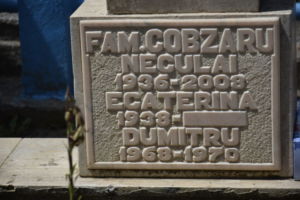 FAM. COBZARU
NECULAI
1936-2003
ECATERINA
1938-
DUMITRU
1968-1970